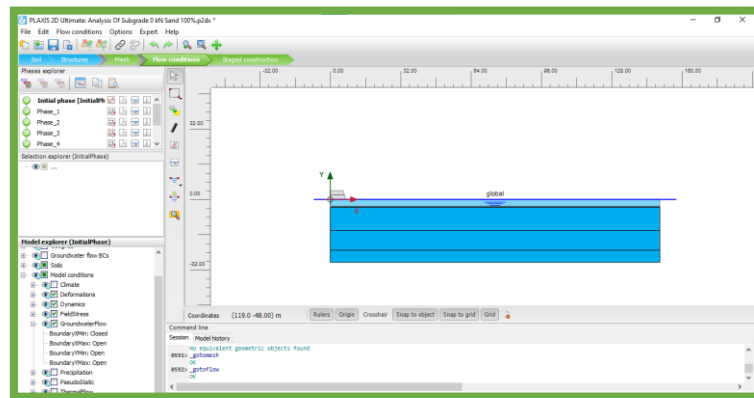 PLAXIS 2D Ultimate: Analysis Of Subgrade 0 kN Sand 100%.p2dx *
File Edit Flow conditions Options Expert Help
Soil Structures Mesh Flow conditions Staged construction
Phases explorer
Initial phase [InitialPh
Phase_1
Phase_2
Phase_3
Phase_4
Selection explorer (InitialPhase)
...
Model explorer (InitialPhase)
Groundwater flow BCs
Soils
Model conditions
Climate
Deformations
Dynamics
FieldStress
GroundwaterFlow
BoundaryXMin: Closed
BoundaryXMax: Open
BoundaryYMin: Open
BoundaryYMax: Open
Precipitation
PseudoStatic
-32.00 0.00 32.00 64.00 96.00 128.00 160.00
32.00
0.00
-32.00
Y
X
global
Coordinates (119.0 -48.00) m
Rulers Origin Crosshair Snap to object Snap to grid Grid
Command line
Session Model history
No equivalent geometric objects found
0591> _gotomesh
OK
0592> _gotoflow
OK